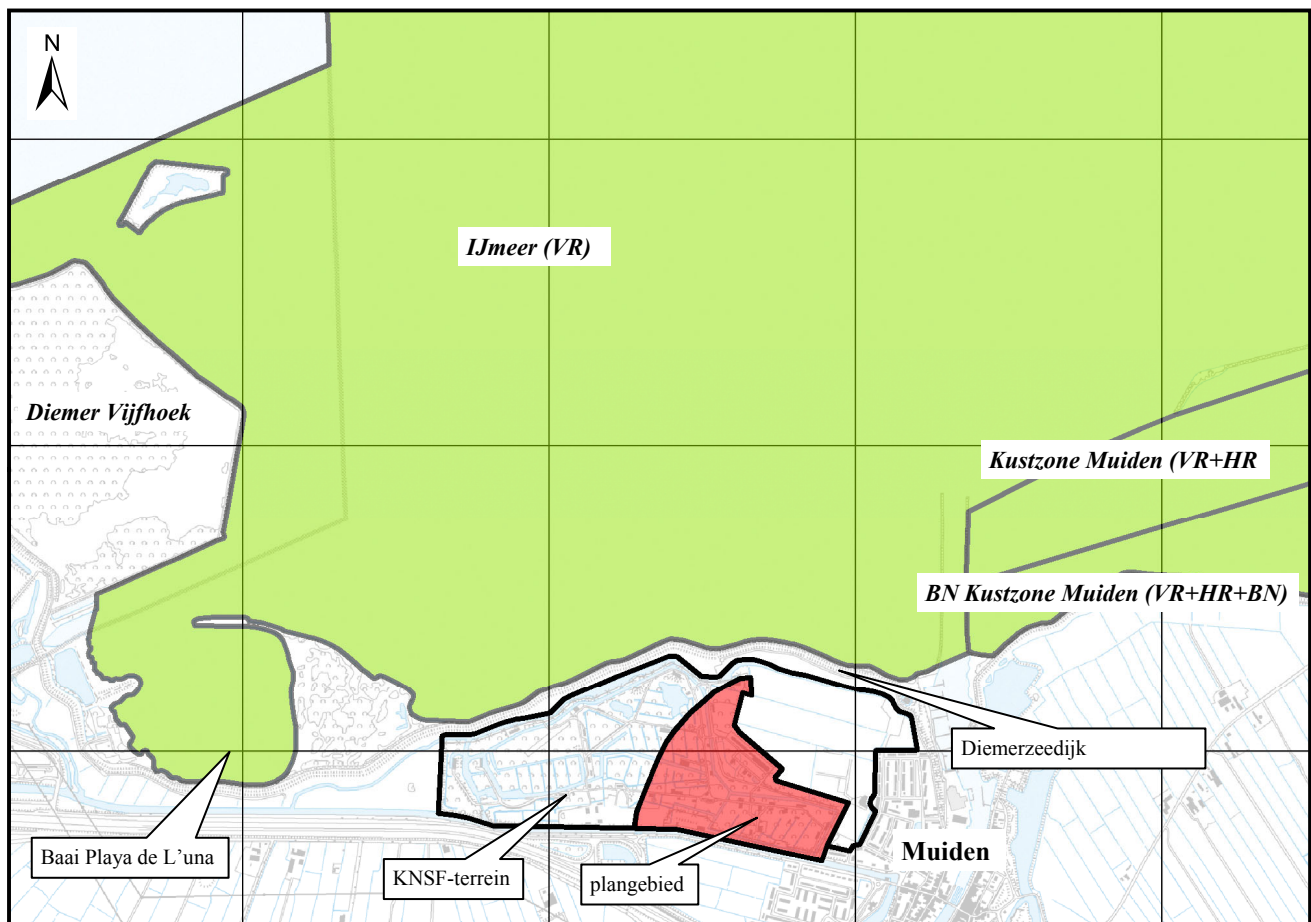 N
IJmeer (VR)
Diemer Vijfhoek
Kustzone Muiden (VR+HR
BN Kustzone Muiden (VR+HR+BN)
Diemerzeedijk
Baai Playa de L’una
KNSF-terrein
plangebied
Muiden